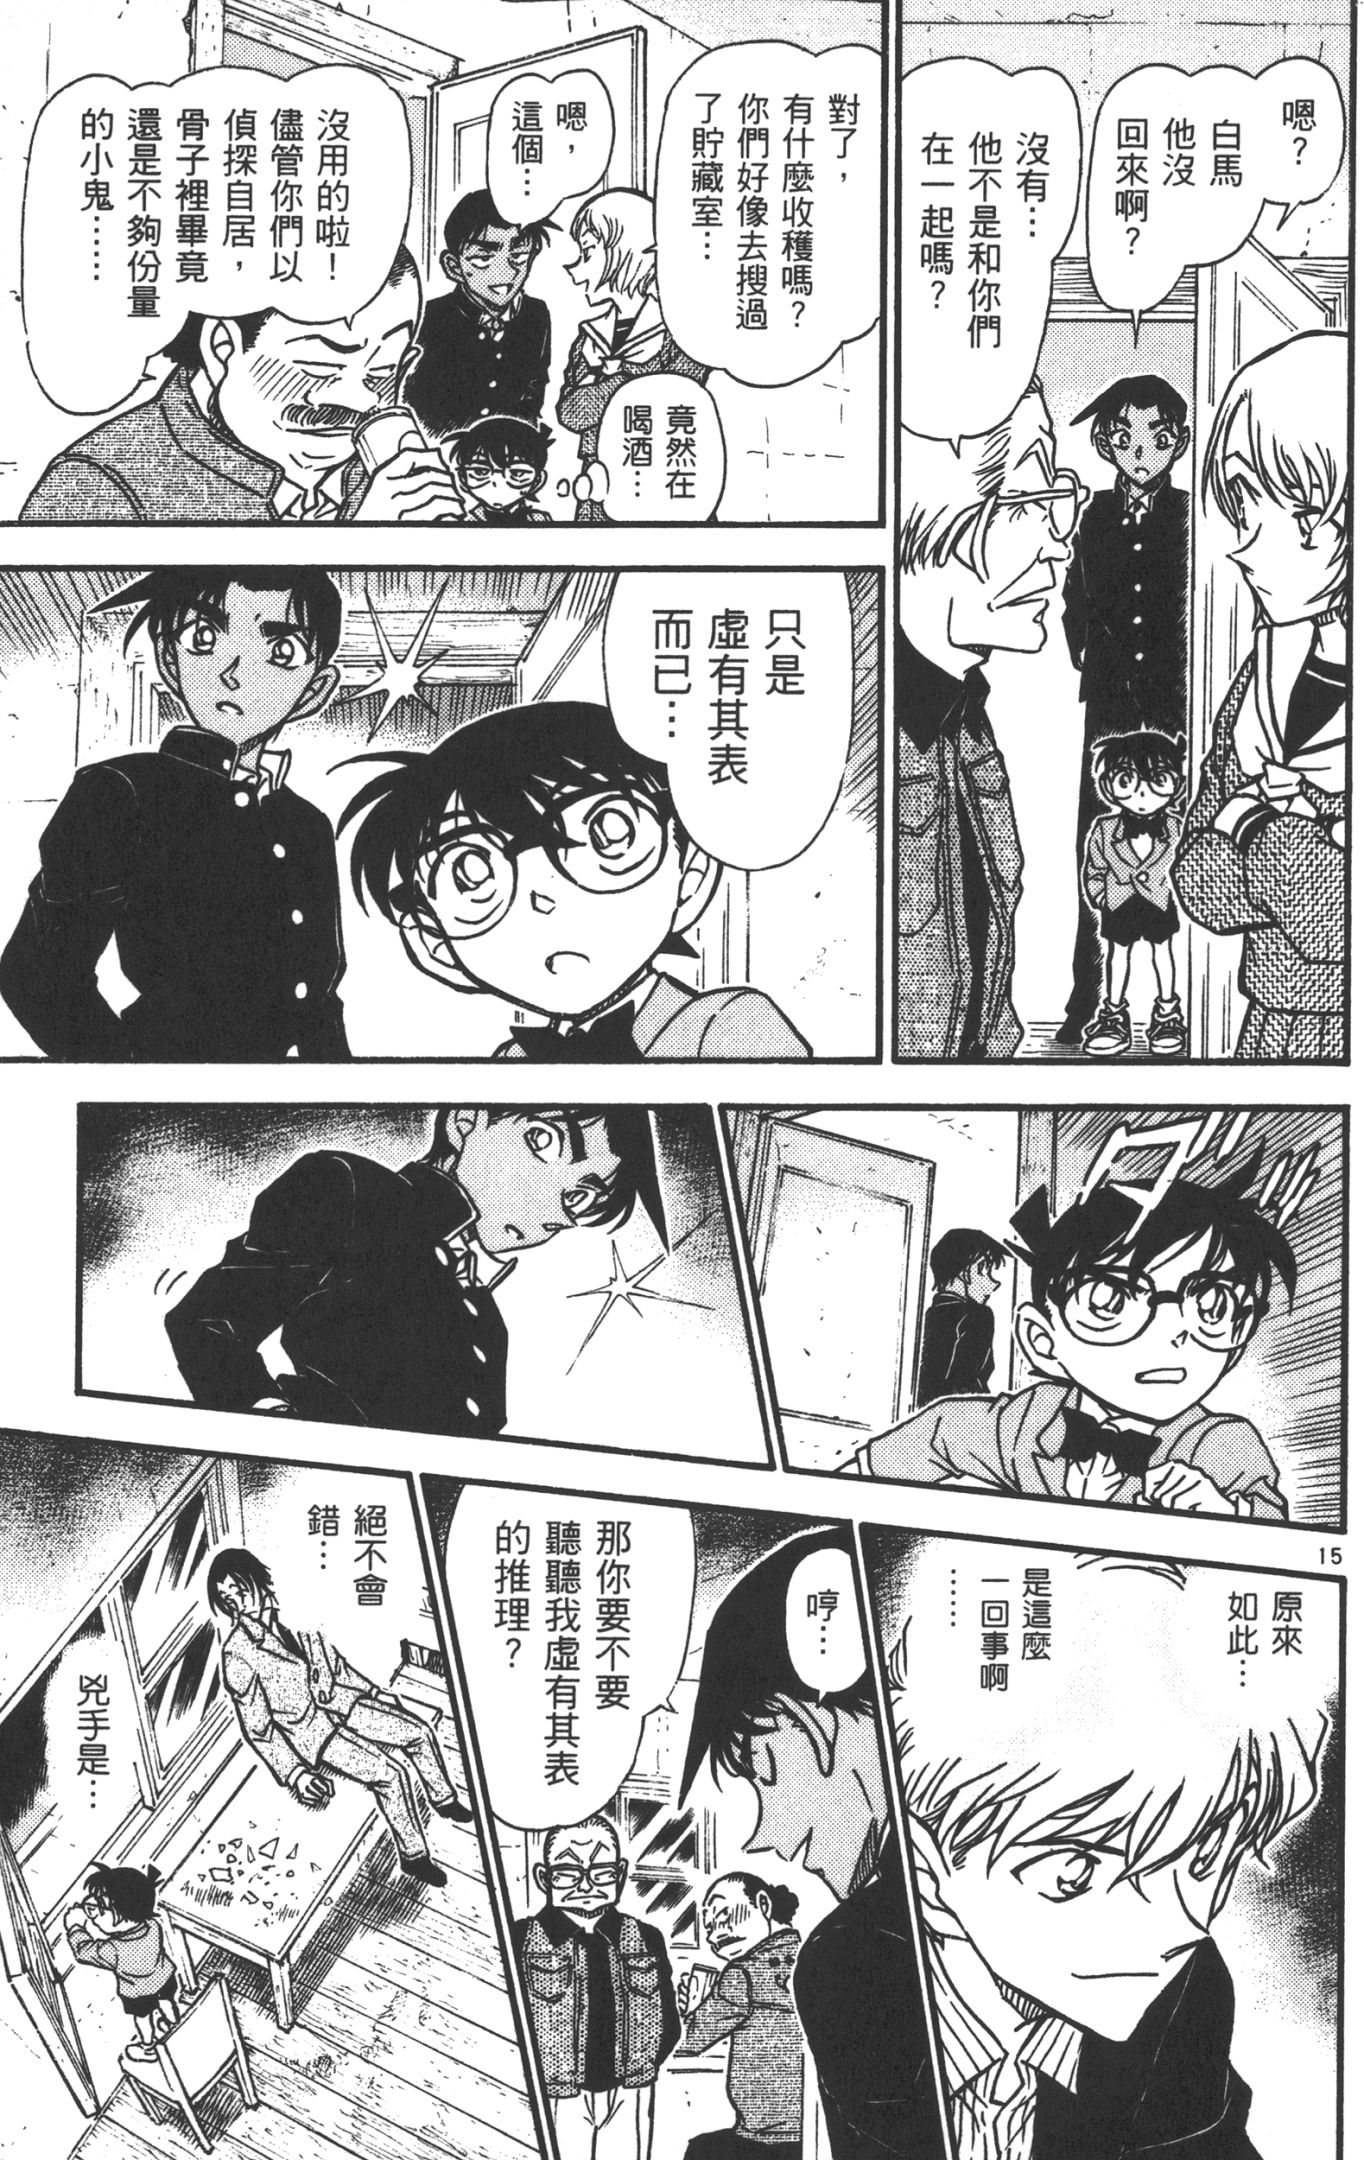 嗯？
白馬
他沒
回來啊？
沒有…
他不是和你們
在一起嗎？
對了，
有什麼收穫嗎？
你們好像去搜過
了貯藏室…
嗯，
這個…
沒用的啦！
儘管你們以
偵探自居，
骨子裡畢竟
還是不夠份量
的小鬼……
竟然在
喝酒…
只是
虛有其表
而已…
原來
如此…
是這麼
一回事啊
……
哼…
那你要不要
聽聽我虛有其表
的推理？
絕不會
錯…
兇手是…
15